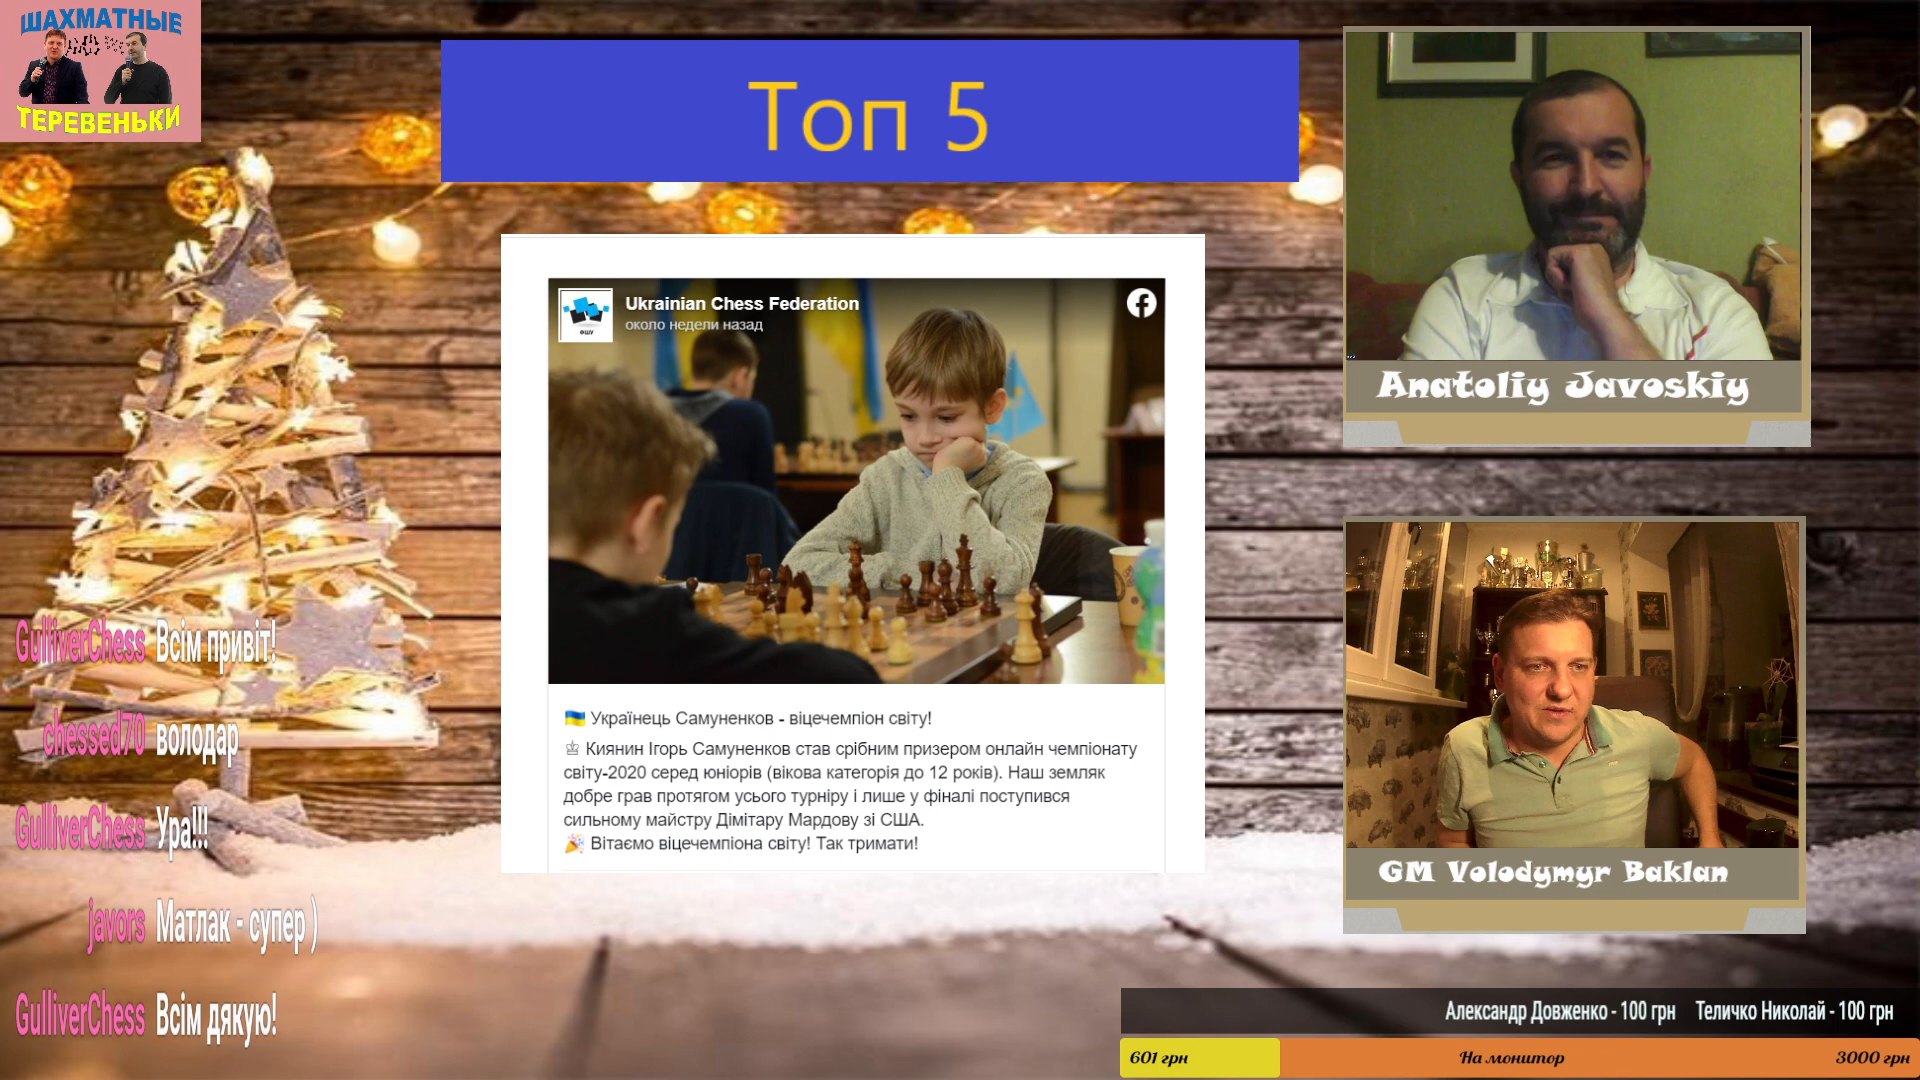 ШАХМАТНЫЕ
ТЕРЕВЕНЬКИ
Топ 5
Ukrainian Chess Federation
около недели назад
ФШУ
🇺🇦 Українець Самуненков - віцечемпіон світу!
♔ Киянин Ігорь Самуненков став срібним призером онлайн чемпіонату
світу-2020 серед юніорів (вікова категорія до 12 років). Наш земляк
добре грав протягом усього турніру і лише у фіналі поступився
сильному майстру Дімітару Мардову зі США.
🎉 Вітаємо віцечемпіона світу! Так тримати!
Anatoliy Javoskiy
GM Volodymyr Baklan
GulliverChess Всім привіт!
chessed70 володар
GulliverChess Ура!!!
javors Матлак - супер )
GulliverChess Всім дякую!
Александр Довженко - 100 грн Теличко Николай - 100 грн
601 грн На монитор 3000 грн